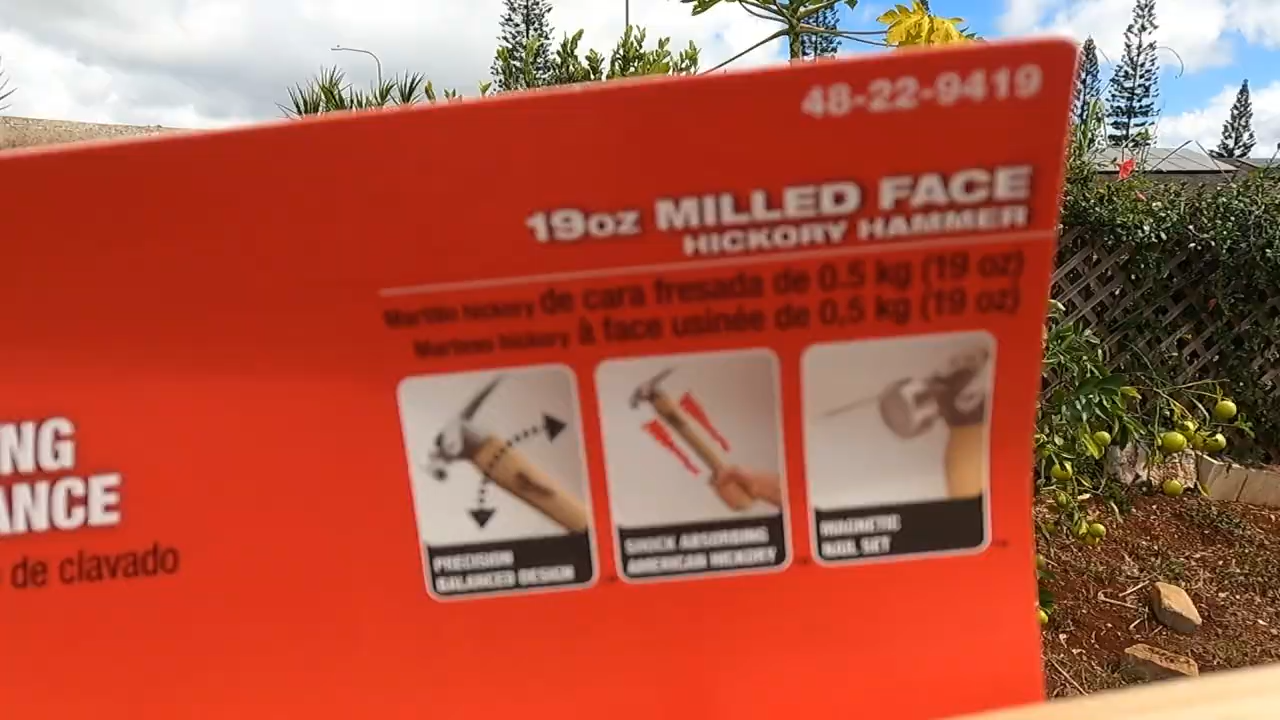 48-22-9419
19oz MILLED FACE
HICKORY HAMMER
Martillo hickory de cara fresada de 0.5 kg (19 oz)
Marteau hickory à face usinée de 0,5 kg (19 oz)
NG
ANCE
de clavado
PRECISION
BALANCED DESIGN
SHOCK ABSORBING
AMERICAN HICKORY
MAGNETIC
NAIL SET